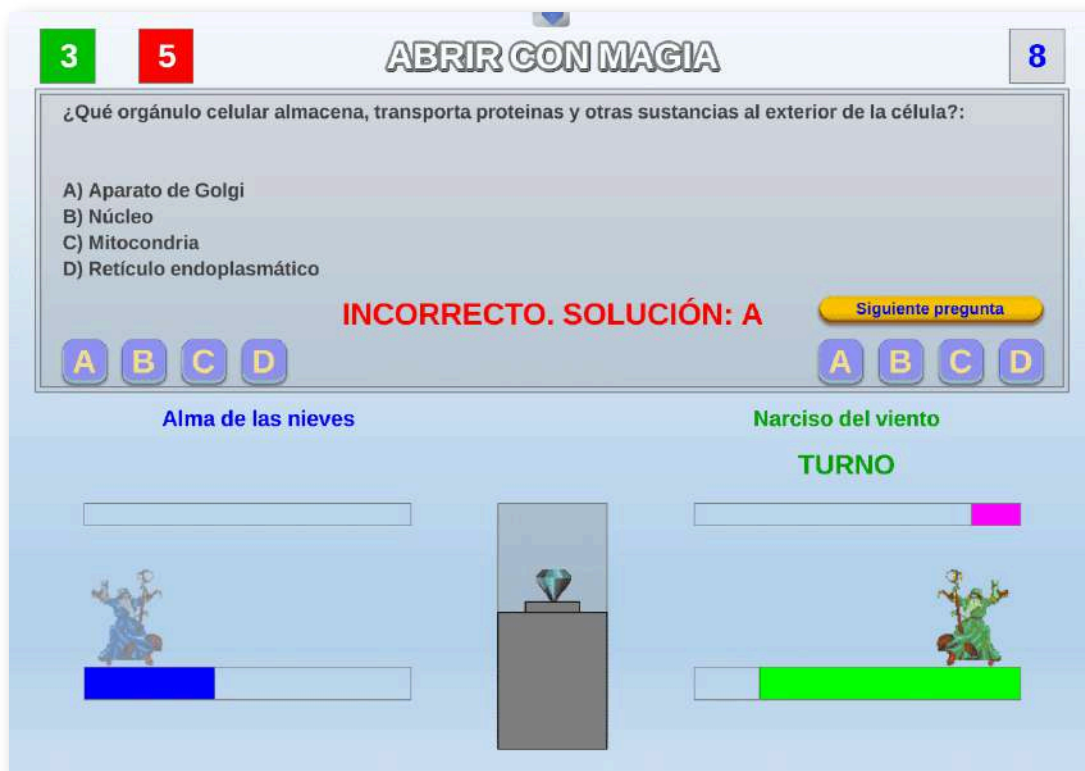 3
5
ABRIR CON MAGIA
8
¿Qué orgánulo celular almacena, transporta proteinas y otras sustancias al exterior de la célula?:
A) Aparato de Golgi
B) Núcleo
C) Mitocondria
D) Retículo endoplasmático
INCORRECTO. SOLUCIÓN: A
Siguiente pregunta
A B C D
A B C D
Alma de las nieves
Narciso del viento
TURNO